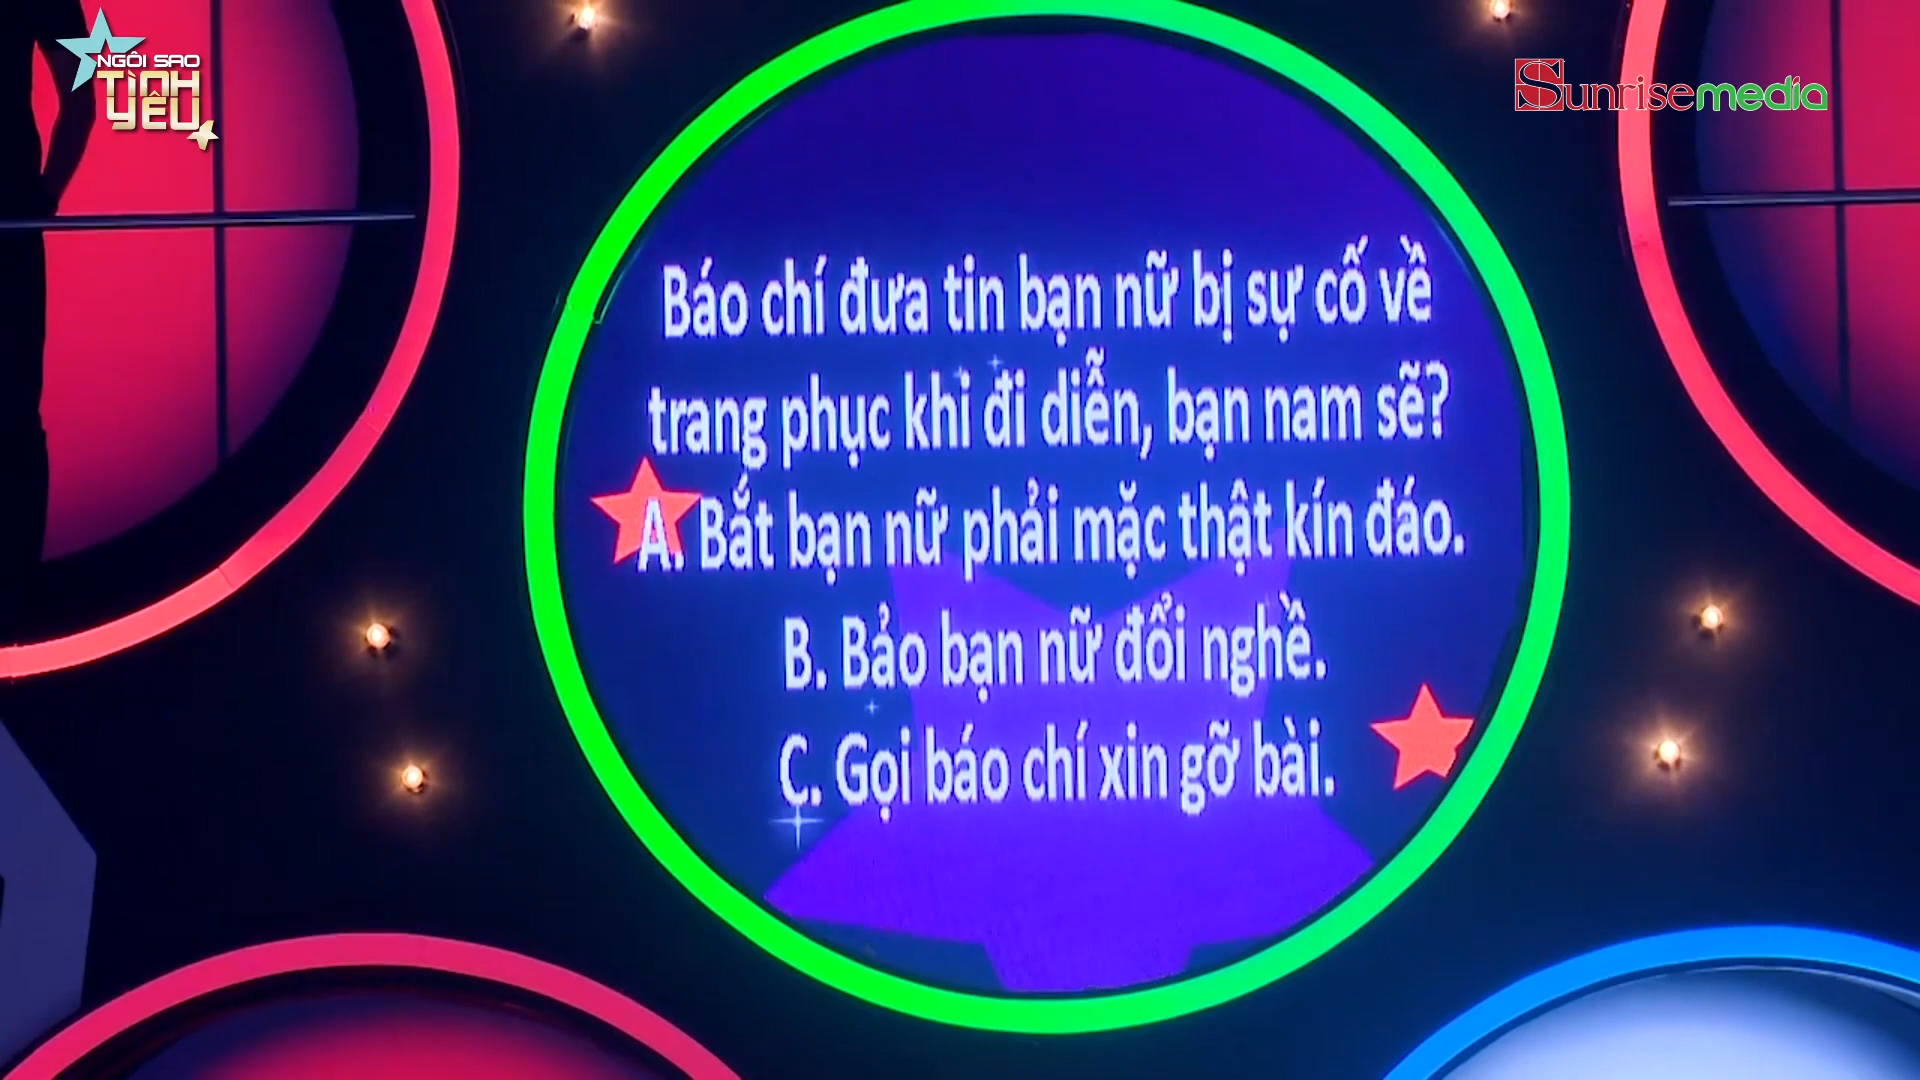 NGÔI SAO
TÌNH
YÊU
Sunrisemedia
Báo chí đưa tin bạn nữ bị sự cố về
trang phục khi đi diễn, bạn nam sẽ?
A. Bắt bạn nữ phải mặc thật kín đáo.
B. Bảo bạn nữ đổi nghề.
C. Gọi báo chí xin gỡ bài.